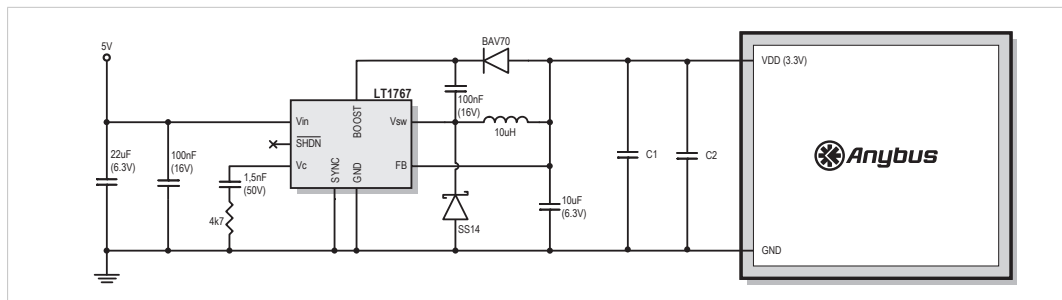 5V
BAV70
VDD (3.3V)
LT1767
100nF
(16V)
BOOST
Vin
Vsw
10uH
SHDN
22uF
(6.3V)
100nF
(16V)
Vc
FB
1,5nF
(50V)
SYNC
GND
C1
C2
Anybus
10uF
(6.3V)
4k7
SS14
GND